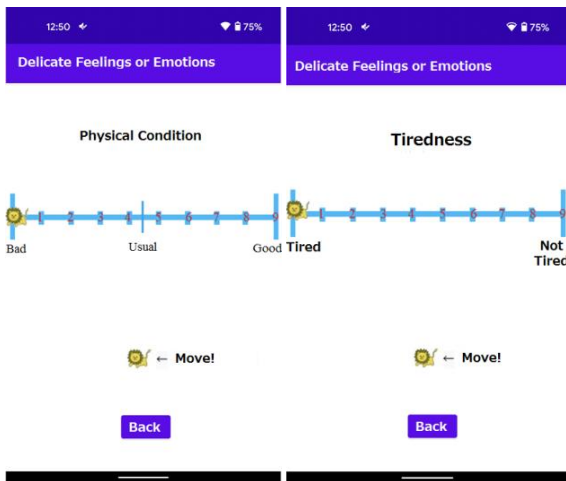 12:50 75%
Delicate Feelings or Emotions
Physical Condition
1 2 3 4 5 6 7 8 9
Bad Usual Good
← Move!
Back
12:50 75%
Delicate Feelings or Emotions
Tiredness
1 2 3 4 5 6 7 8 9
Tired Not
Tired
← Move!
Back